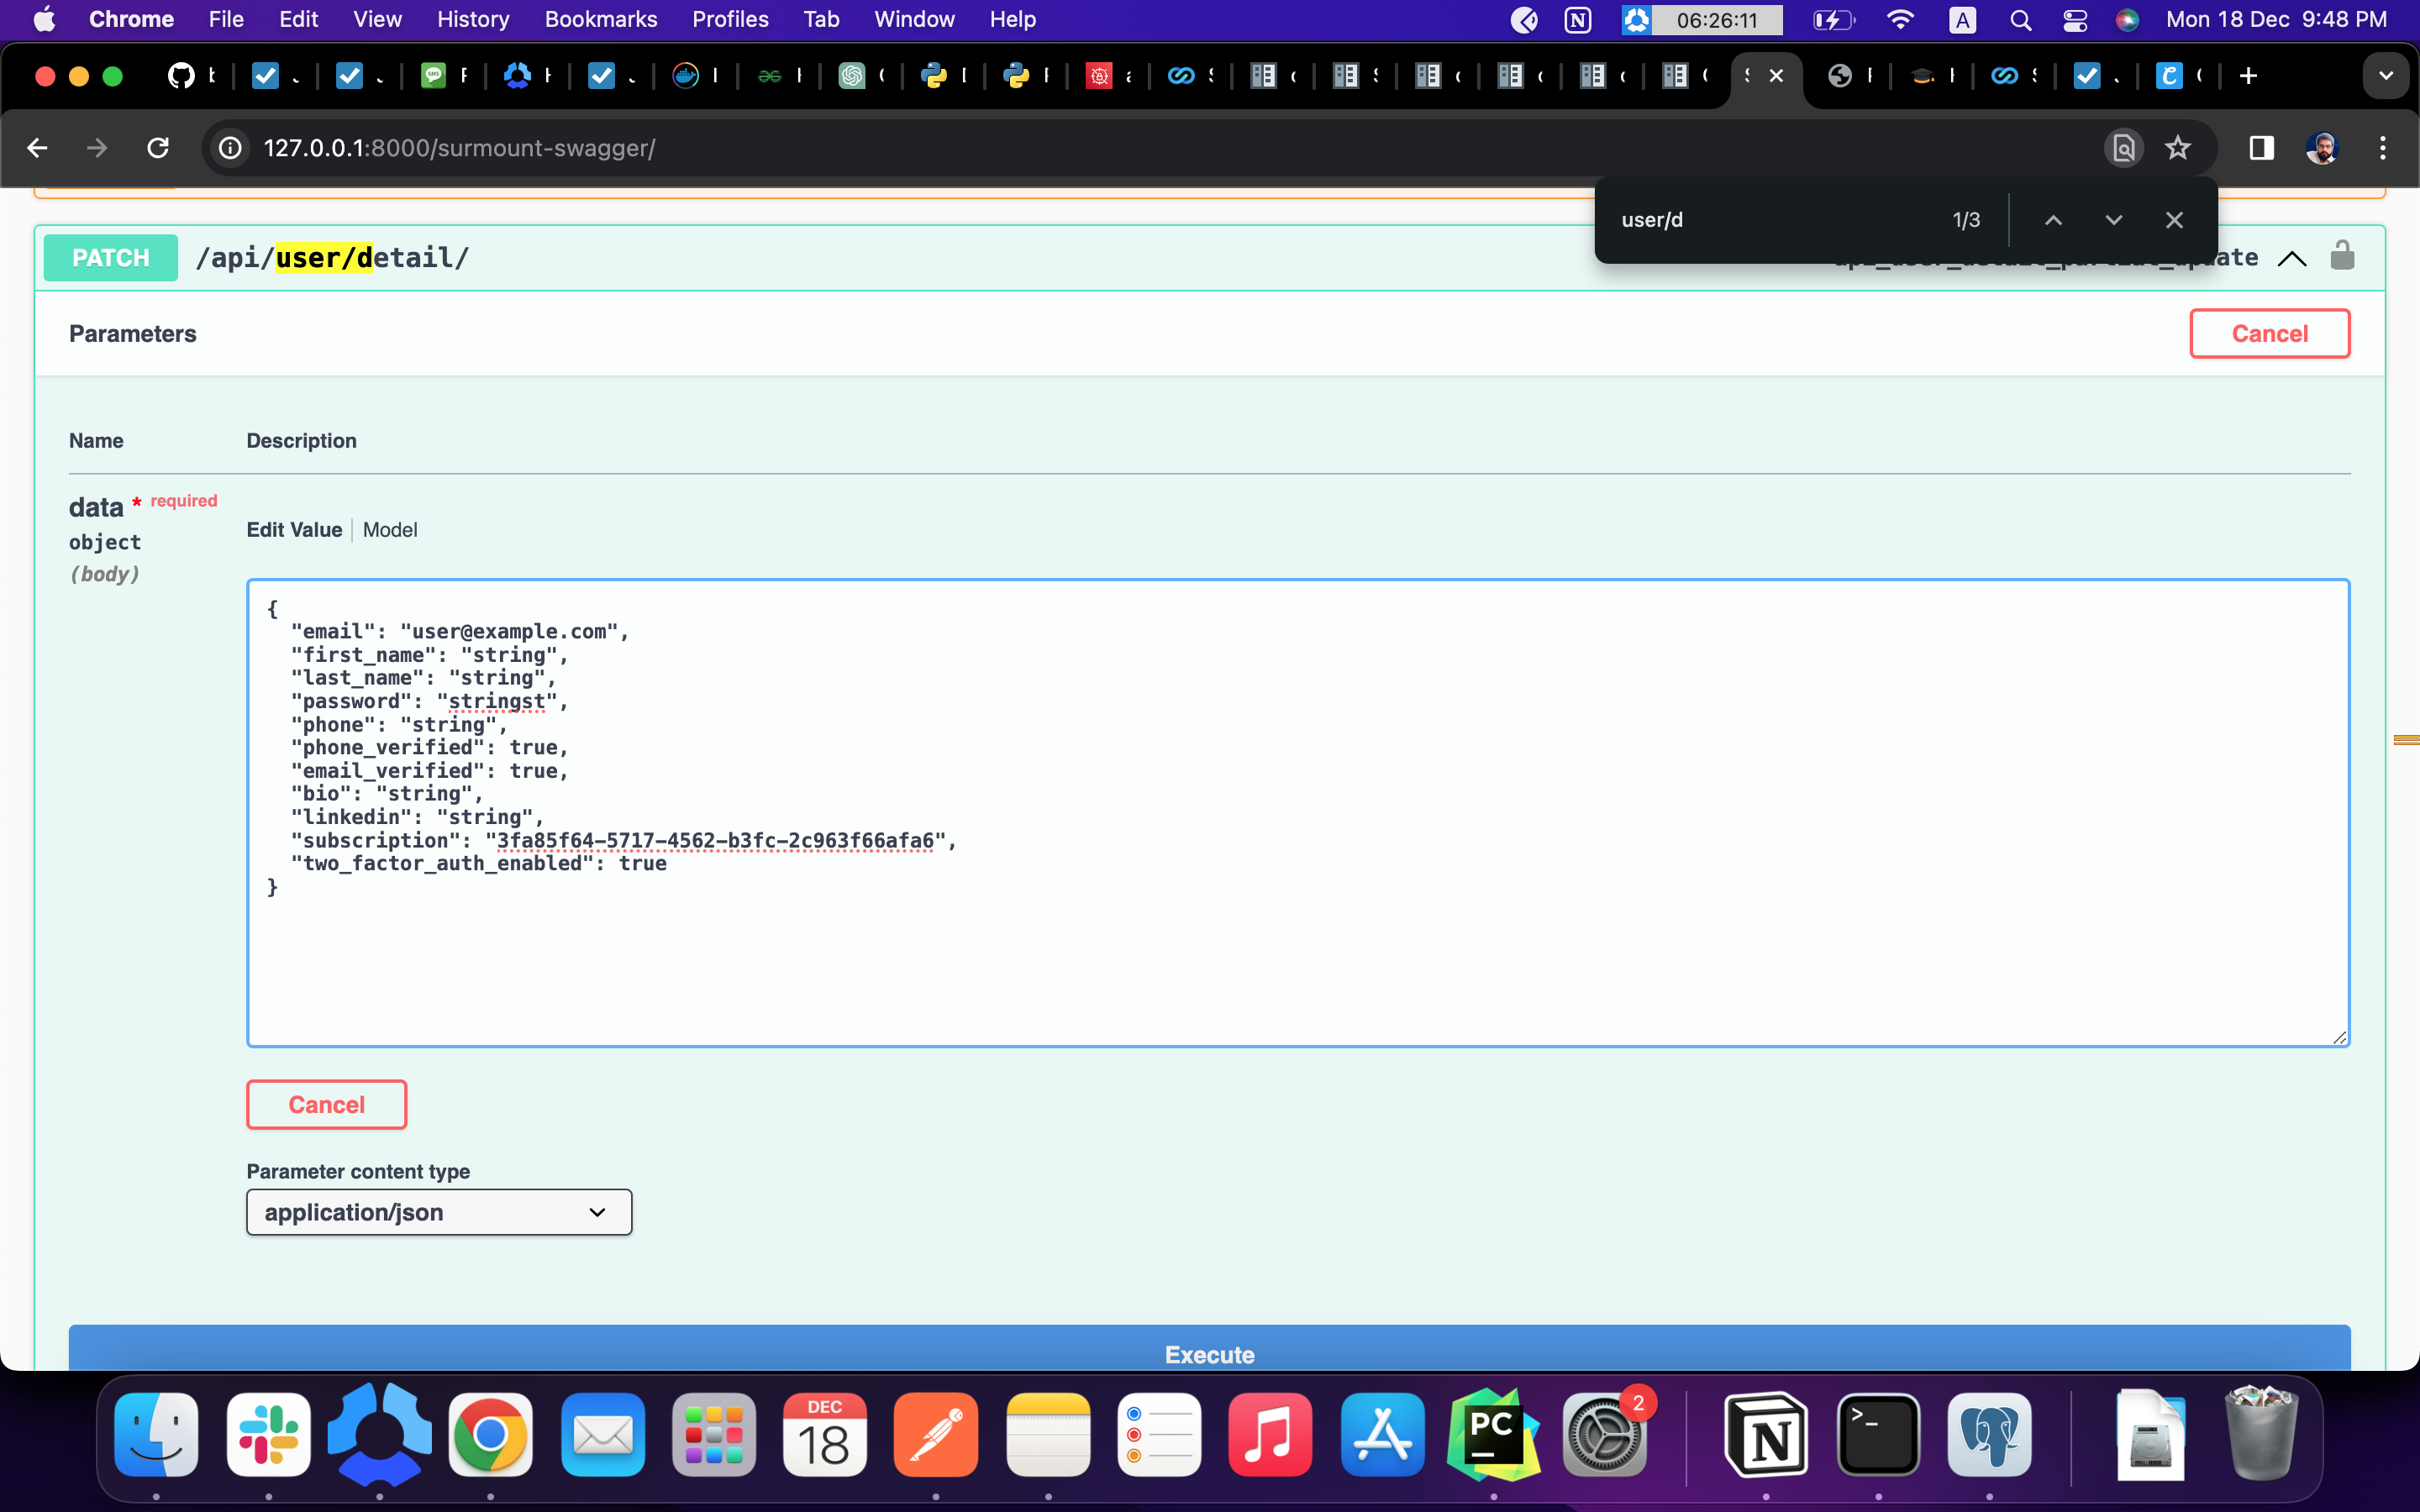 Chrome File Edit View History Bookmarks Profiles Tab Window Help 06:26:11 A Mon 18 Dec 9:48 PM
127.0.0.1:8000/surmount-swagger/
user/d 1/3
PATCH /api/user/detail/
Parameters
Cancel
Name Description
data * required
object
(body)
Edit Value Model
{
"email": "user@example.com",
"first_name": "string",
"last_name": "string",
"password": "stringst",
"phone": "string",
"phone_verified": true,
"email_verified": true,
"bio": "string",
"linkedin": "string",
"subscription": "3fa85f64-5717-4562-b3fc-2c963f66afa6",
"two_factor_auth_enabled": true
}
Cancel
Parameter content type
application/json
Execute
DEC
18
PC
2